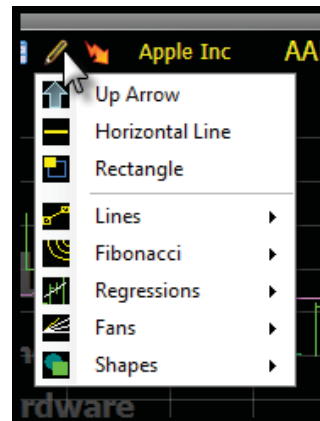 Apple Inc AA
Up Arrow
Horizontal Line
Rectangle
Lines
Fibonacci
Regressions
Fans
Shapes
rdware